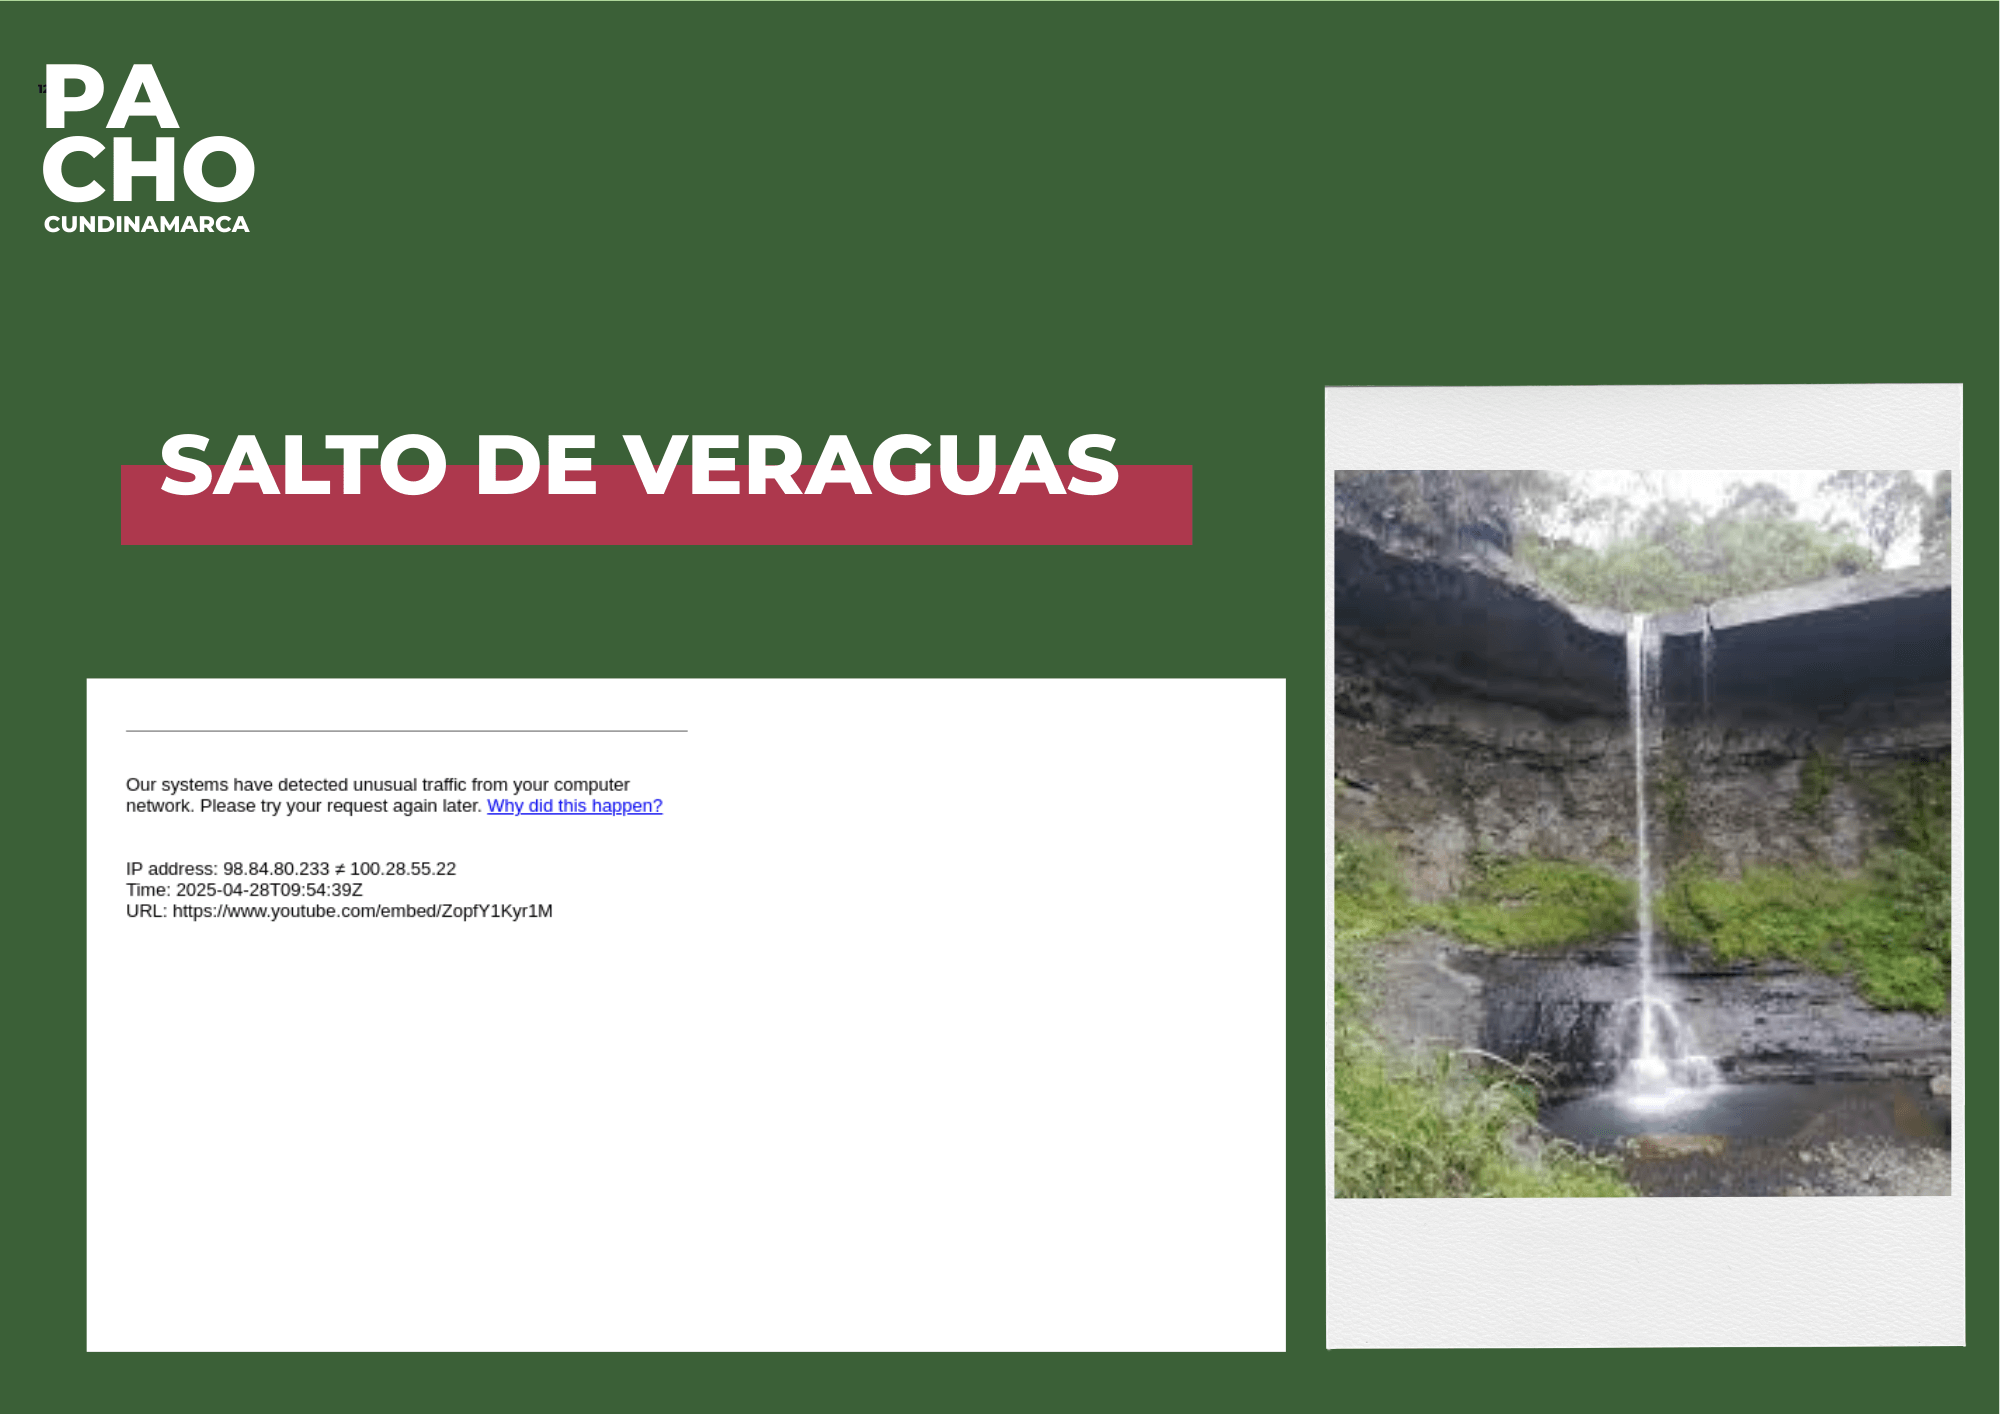 PA
CHO
CUNDINAMARCA
SALTO DE VERAGUAS
Our systems have detected unusual traffic from your computer
network. Please try your request again later. Why did this happen?
IP address: 98.84.80.233 ≠ 100.28.55.22
Time: 2025-04-28T09:54:39Z
URL: https://www.youtube.com/embed/ZopfY1Kyr1M